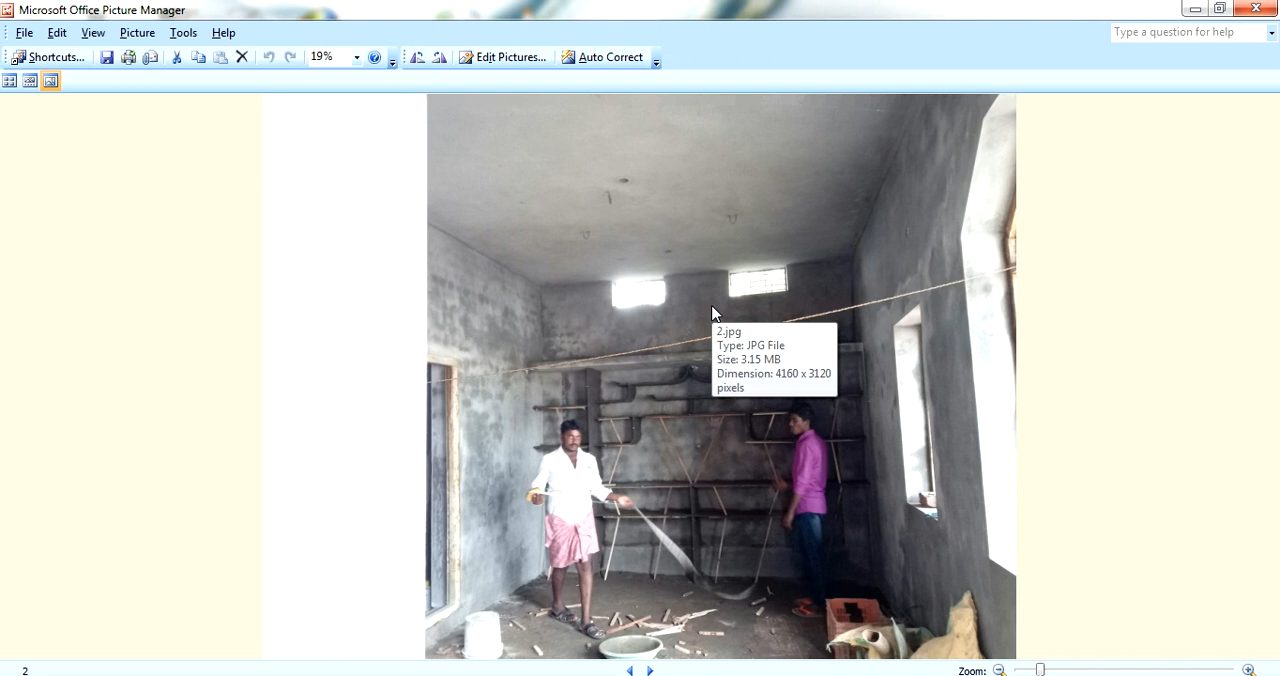 Microsoft Office Picture Manager
File Edit View Picture Tools Help
Type a question for help
Shortcuts... 19% Edit Pictures... Auto Correct
2.jpg
Type: JPG File
Size: 3.15 MB
Dimension: 4160 x 3120
pixels
2 Zoom: